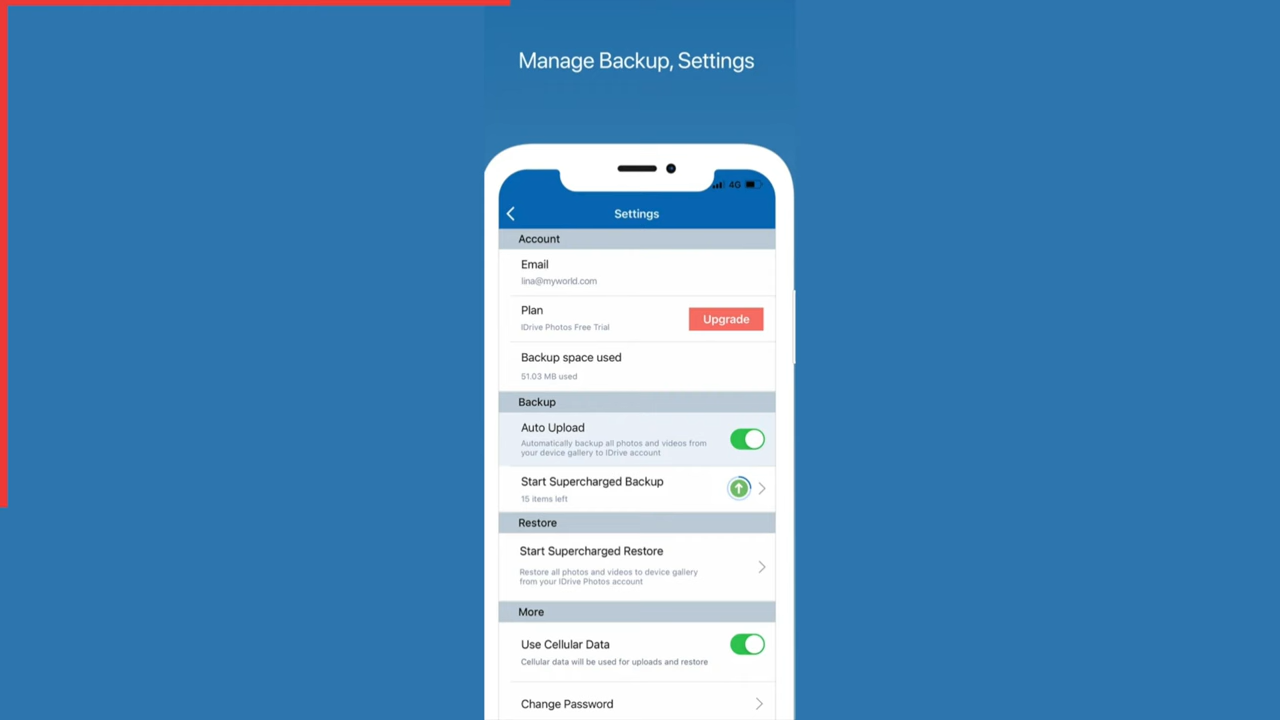 Manage Backup, Settings
4G
Settings
Account
Email
lina@myworld.com
Plan
IDrive Photos Free Trial
Upgrade
Backup space used
51.03 MB used
Backup
Auto Upload
Automatically backup all photos and videos from
your device gallery to IDrive account
Start Supercharged Backup
15 items left
Restore
Start Supercharged Restore
Restore all photos and videos to device gallery
from your IDrive Photos account
More
Use Cellular Data
Cellular data will be used for uploads and restore
Change Password